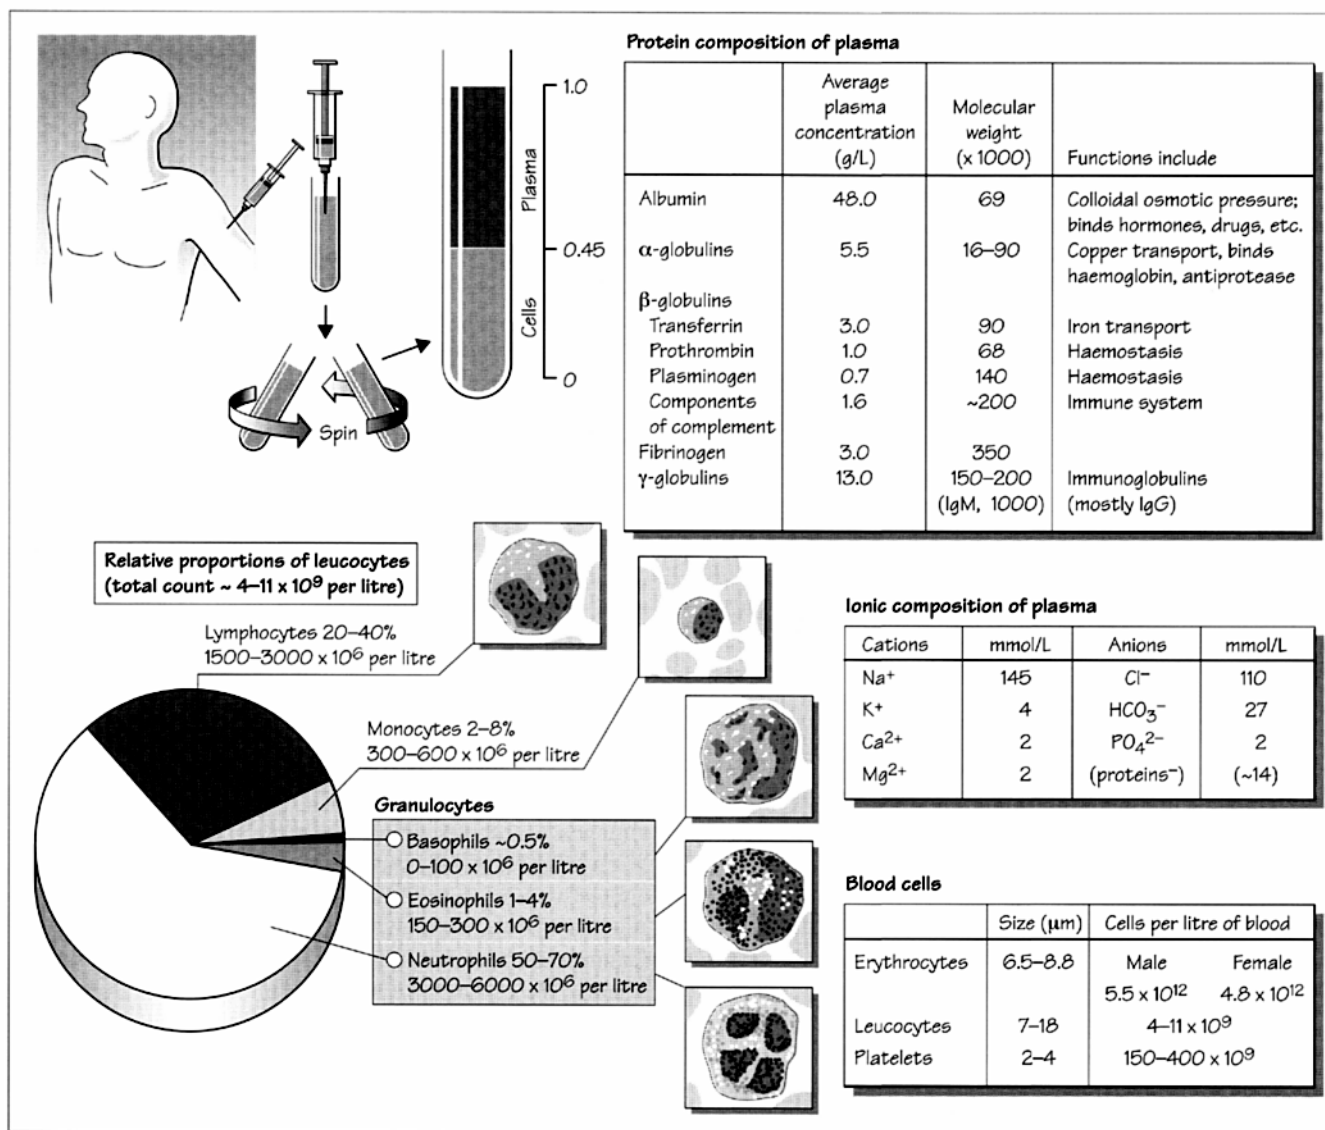 1.0
Plasma
0.45
Cells
0
Spin
Protein composition of plasma
Average plasma concentration (g/L) Molecular weight (x 1000) Functions include
Albumin 48.0 69 Colloidal osmotic pressure;
binds hormones, drugs, etc.
α-globulins 5.5 16–90 Copper transport, binds
haemoglobin, antiprotease
β-globulins
Transferrin 3.0 90 Iron transport
Prothrombin 1.0 68 Haemostasis
Plasminogen 0.7 140 Haemostasis
Components 1.6 ~200 Immune system
of complement
Fibrinogen 3.0 350
γ-globulins 13.0 150–200 Immunoglobulins
(IgM, 1000) (mostly IgG)
Relative proportions of leucocytes
(total count ~ 4–11 x 10⁹ per litre)
Lymphocytes 20–40%
1500–3000 x 10⁶ per litre
Monocytes 2–8%
300–600 x 10⁶ per litre
Granulocytes
Basophils ~0.5%
0–100 x 10⁶ per litre
Eosinophils 1–4%
150–300 x 10⁶ per litre
Neutrophils 50–70%
3000–6000 x 10⁶ per litre
Ionic composition of plasma
Cations mmol/L Anions mmol/L
Na⁺ 145 Cl⁻ 110
K⁺ 4 HCO₃⁻ 27
Ca²⁺ 2 PO₄²⁻ 2
Mg²⁺ 2 (proteins⁻) (~14)
Blood cells
Size (μm) Cells per litre of blood
Erythrocytes 6.5–8.8 Male Female
5.5 x 10¹² 4.8 x 10¹²
Leucocytes 7–18 4–11 x 10⁹
Platelets 2–4 150–400 x 10⁹